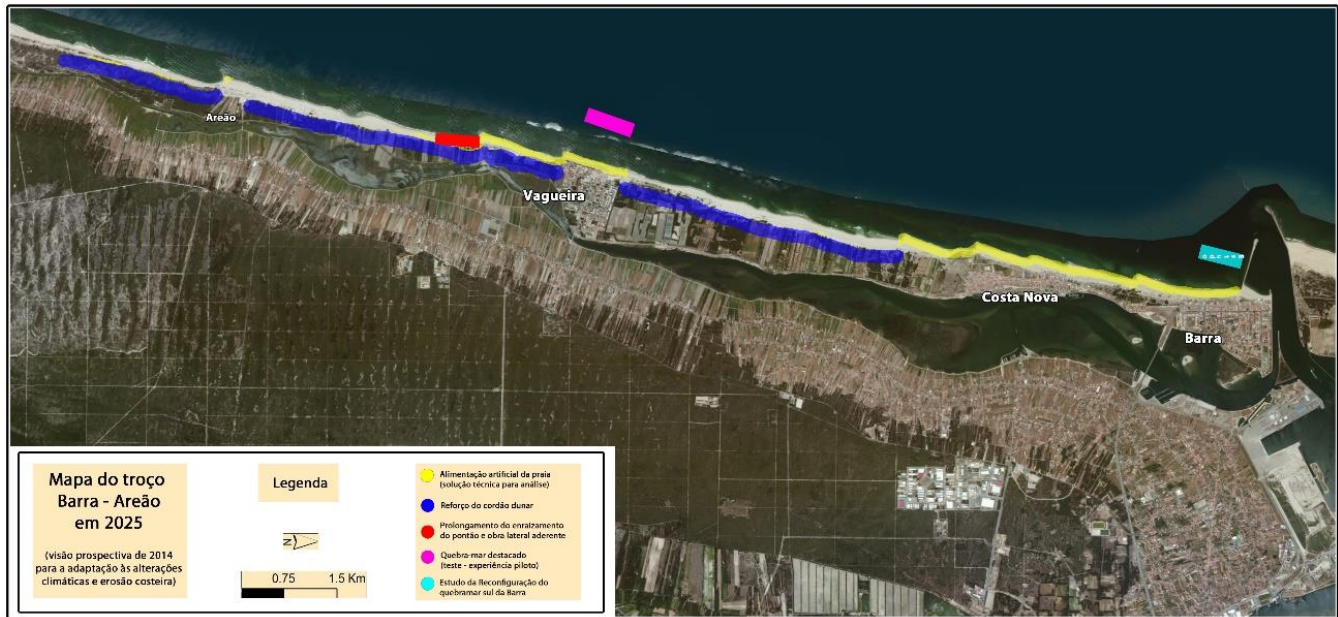 Areão
Vagueira
Costa Nova
Barra
Mapa do troço
Barra - Areão
em 2025
(visão prospectiva de 2014
para a adaptação às alterações
climáticas e erosão costeira)
Legenda
N
0.75 1.5 Km
Alimentação artificial da praia
(solução técnica para análise)
Reforço do cordão dunar
Prolongamento do enraizamento
do pontão e obra lateral aderente
Quebra-mar destacado
(teste - experiência piloto)
Estudo da Reconfiguração do
quebramar sul da Barra